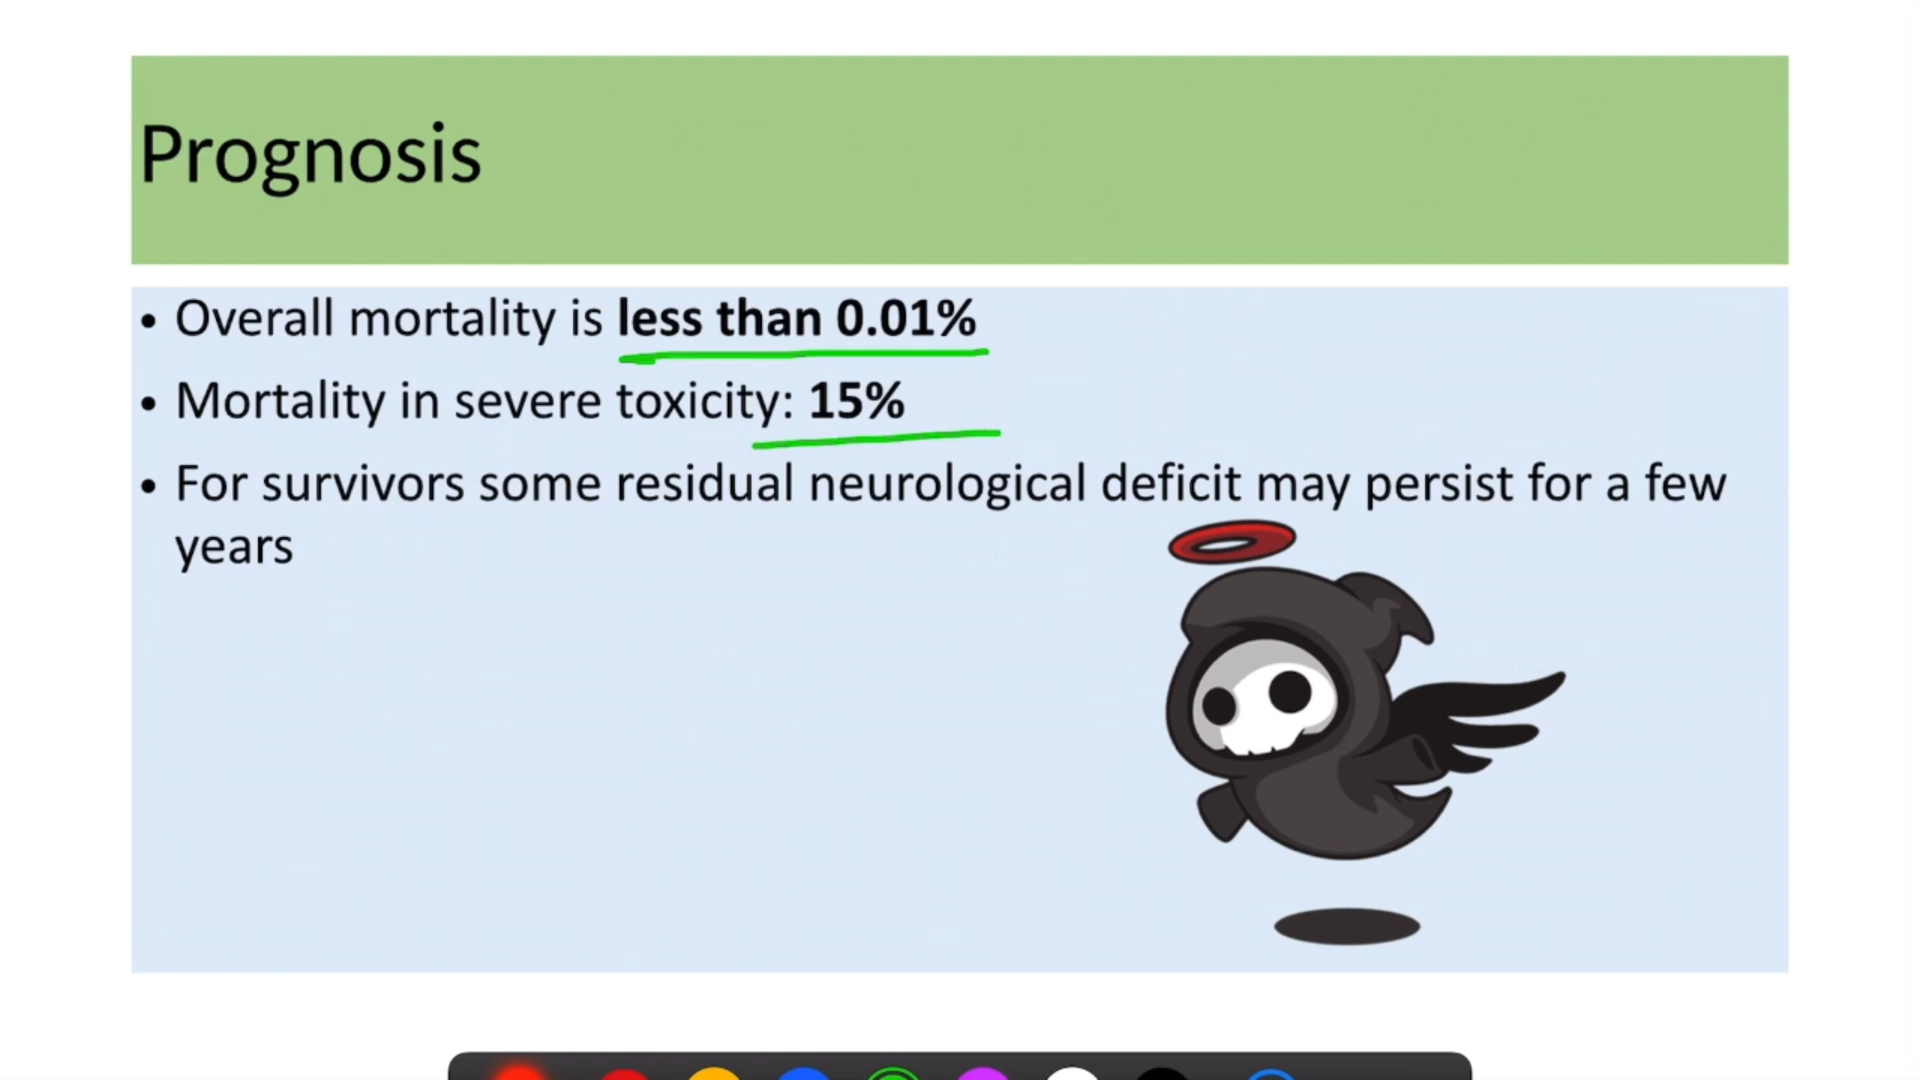 Prognosis
• Overall mortality is less than 0.01%
• Mortality in severe toxicity: 15%
• For survivors some residual neurological deficit may persist for a few
years